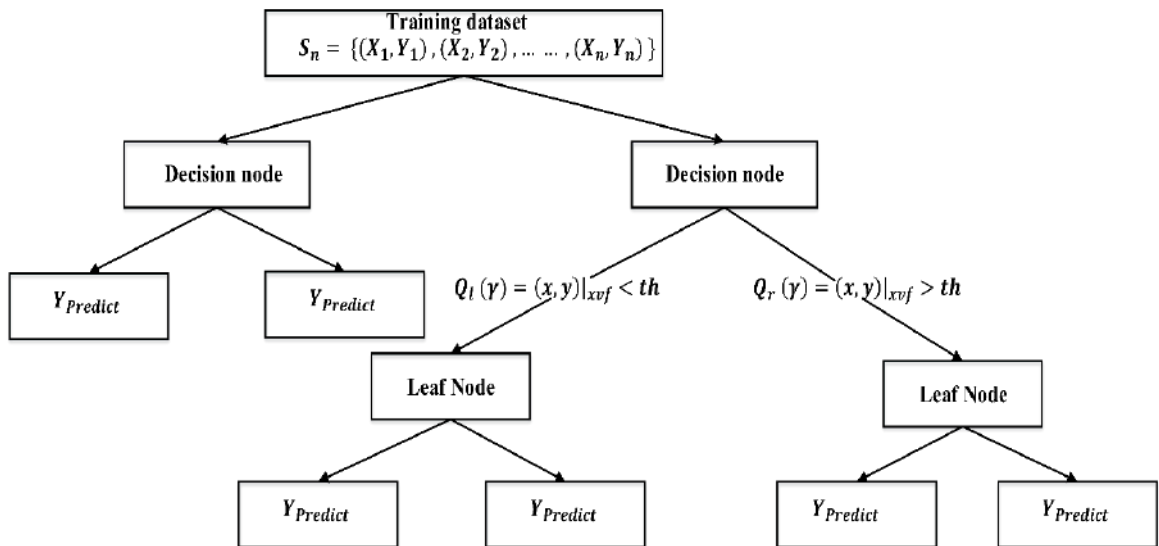 Training dataset
S_n = {(X_1, Y_1), (X_2, Y_2), ... ..., (X_n, Y_n)}
Decision node
Decision node
Y_Predict
Y_Predict
Q_l (γ) = (x, y)|_xvf < th
Q_r (γ) = (x, y)|_xvf > th
Leaf Node
Leaf Node
Y_Predict
Y_Predict
Y_Predict
Y_Predict